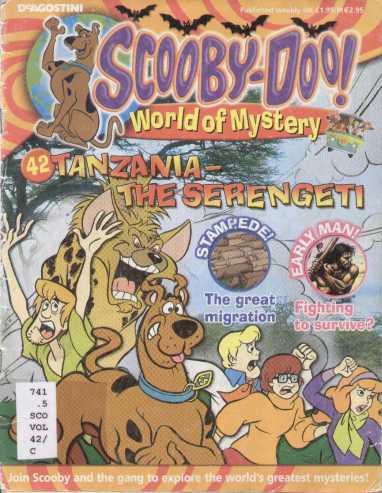 DeAGOSTINI
Published weekly UK £1.99 IR €2.95
SCOOBY-DOO!
World of Mystery
42 TANZANIA –
THE SERENGETI
STAMPEDE!
The great
migration
EARLY MAN!
Fighting
to survive?
741
.5
SCO
VOL
42/
C
Join Scooby and the gang to explore the world's greatest mysteries!